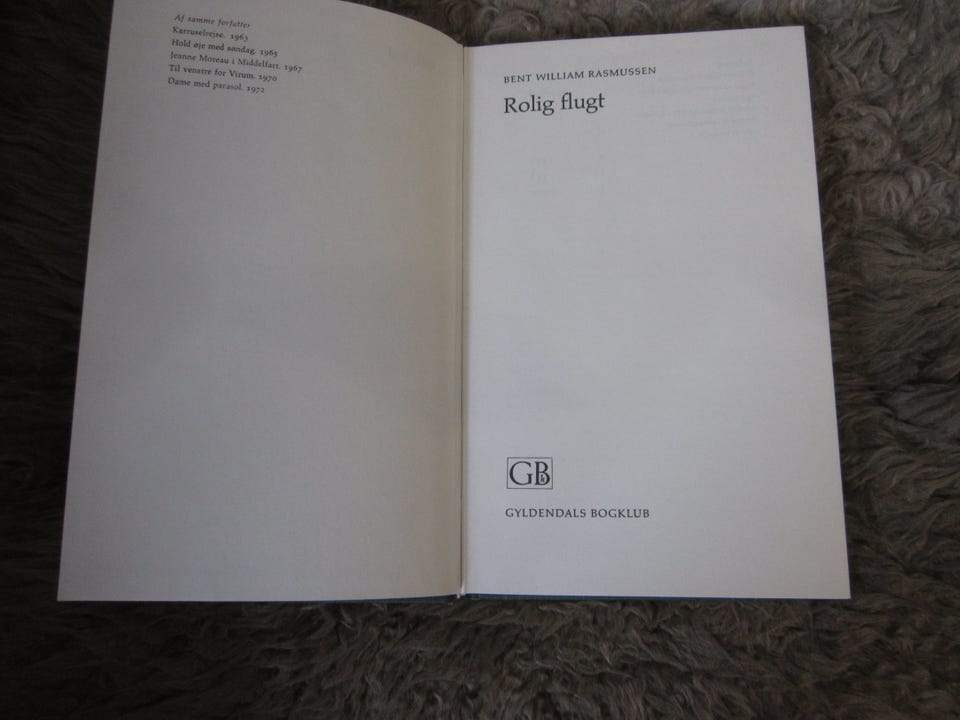 Af samme forfatter
Karruselrejse. 1963
Hold øje med søndag. 1965
Jeanne Moreau i Middelfart. 1967
Til venstre for Virum. 1970
Dame med parasol. 1972
BENT WILLIAM RASMUSSEN
Rolig flugt
GB
GYLDENDALS BOGKLUB